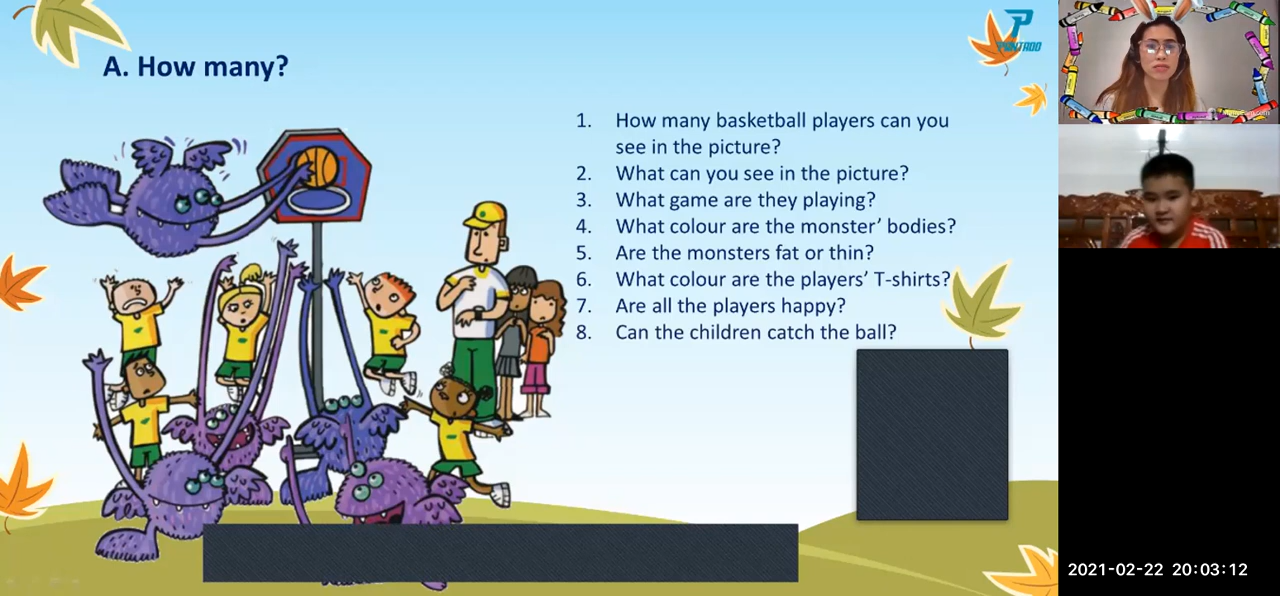 PANTADO
A. How many?
1. How many basketball players can you
see in the picture?
2. What can you see in the picture?
3. What game are they playing?
4. What colour are the monster' bodies?
5. Are the monsters fat or thin?
6. What colour are the players' T-shirts?
7. Are all the players happy?
8. Can the children catch the ball?
2021-02-22 20:03:12